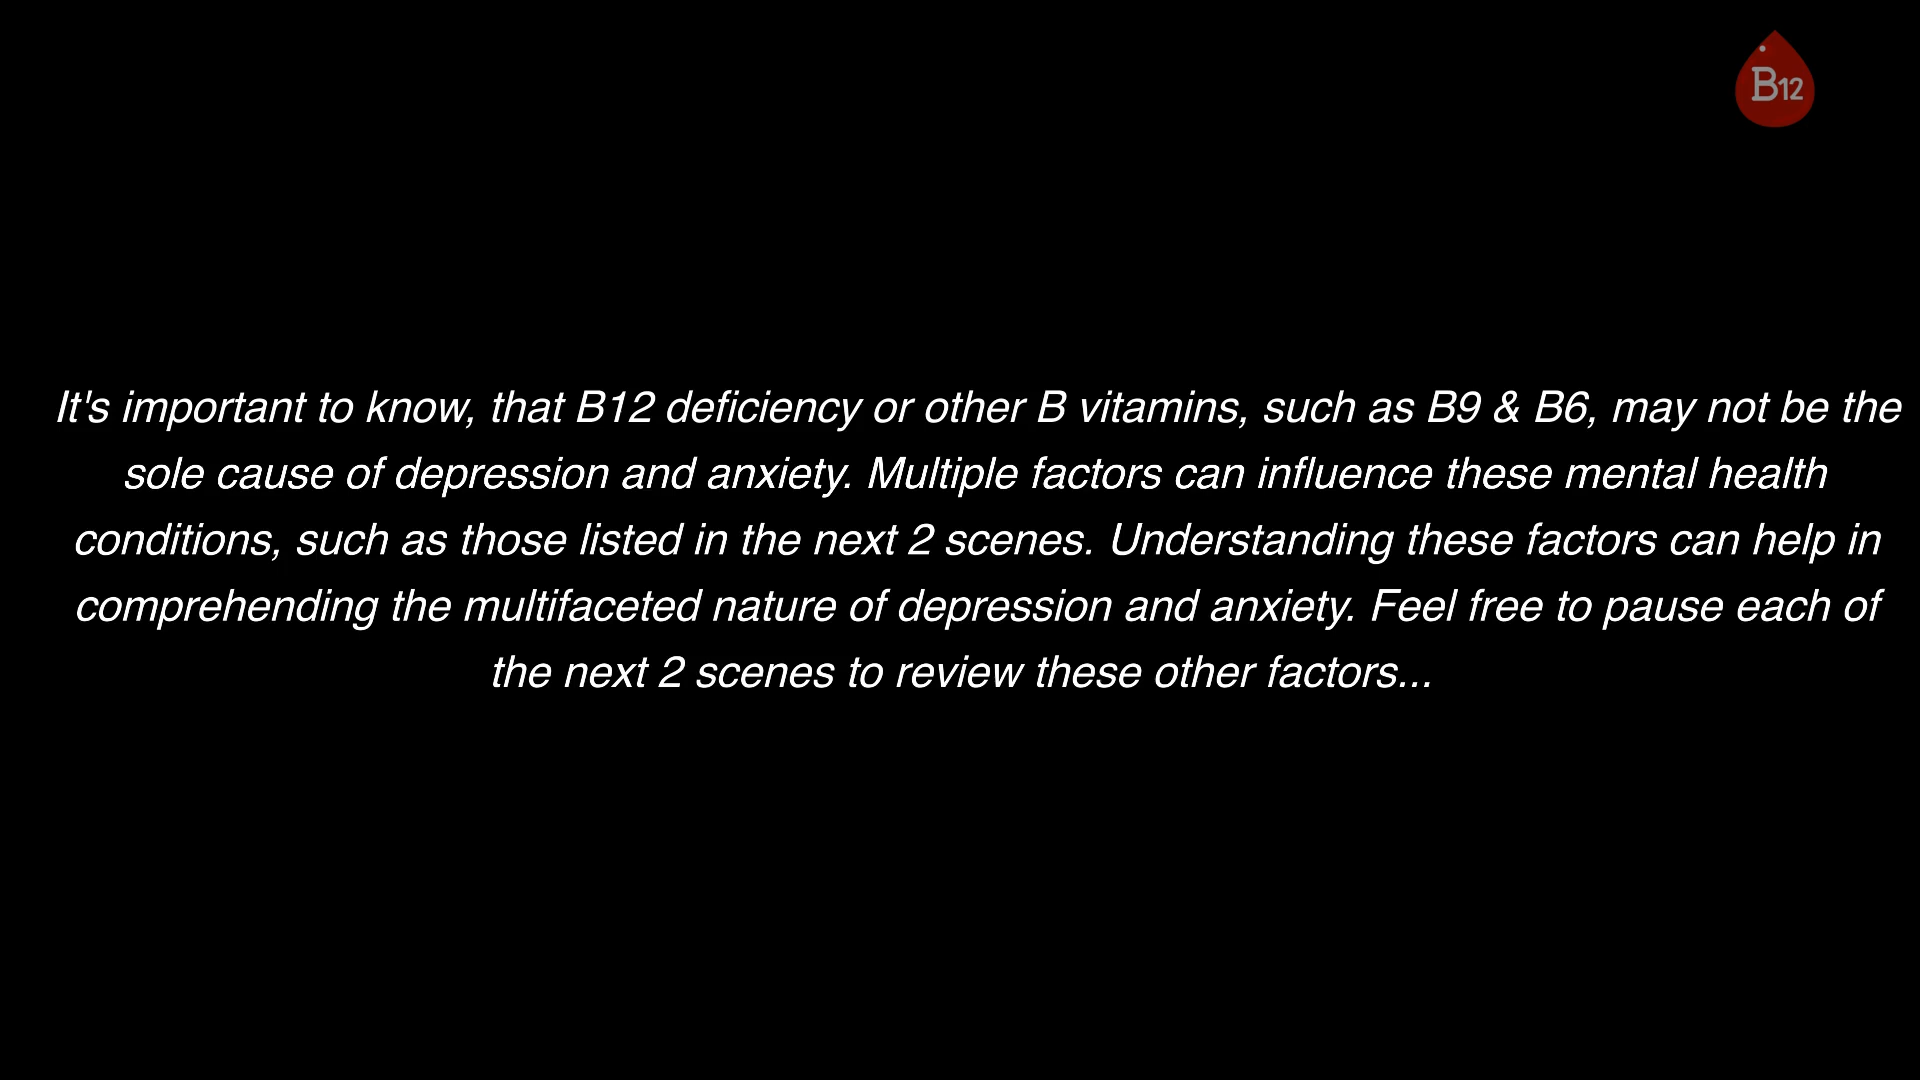 B12
It's important to know, that B12 deficiency or other B vitamins, such as B9 & B6, may not be the
sole cause of depression and anxiety. Multiple factors can influence these mental health
conditions, such as those listed in the next 2 scenes. Understanding these factors can help in
comprehending the multifaceted nature of depression and anxiety. Feel free to pause each of
the next 2 scenes to review these other factors...